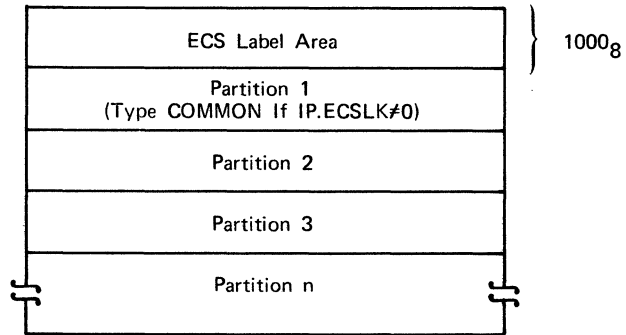 ECS Label Area
1000₈
Partition 1
(Type COMMON If IP.ECSLK≠0)
Partition 2
Partition 3
Partition n